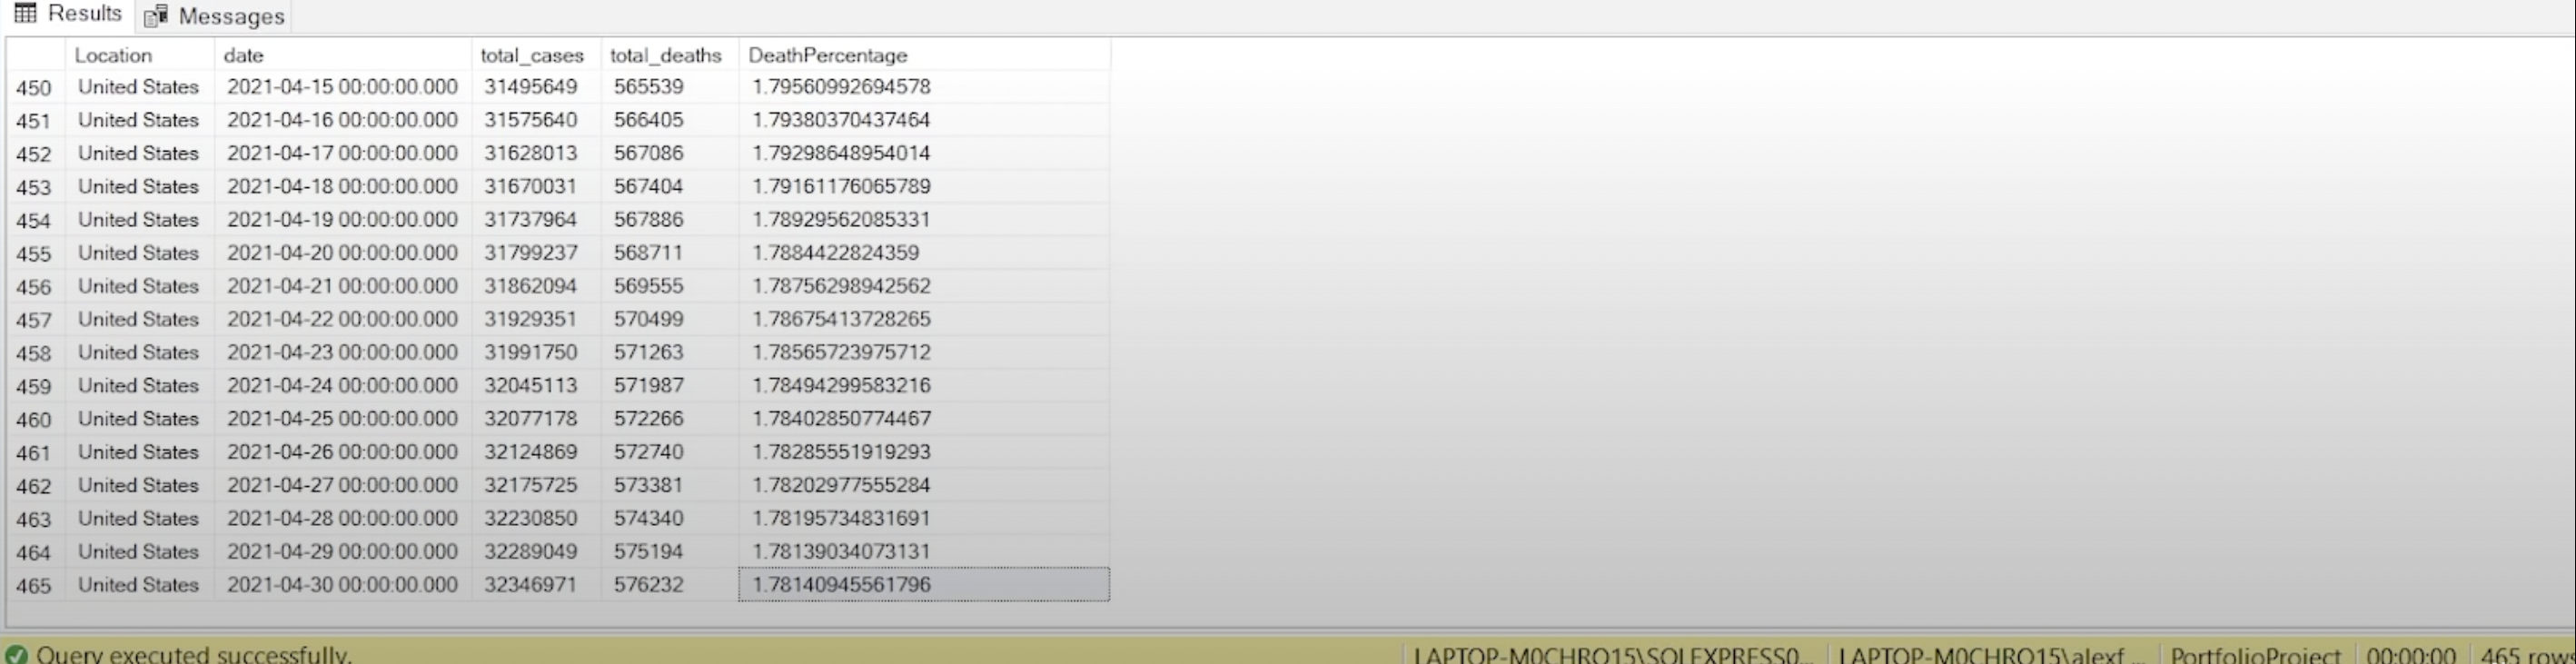 Results Messages
Location date total_cases total_deaths DeathPercentage
450 United States 2021-04-15 00:00:00.000 31495649 565539 1.79560992694578
451 United States 2021-04-16 00:00:00.000 31575640 566405 1.79380370437464
452 United States 2021-04-17 00:00:00.000 31628013 567086 1.79298648954014
453 United States 2021-04-18 00:00:00.000 31670031 567404 1.79161176065789
454 United States 2021-04-19 00:00:00.000 31737964 567886 1.78929562085331
455 United States 2021-04-20 00:00:00.000 31799237 568711 1.7884422824359
456 United States 2021-04-21 00:00:00.000 31862094 569555 1.78756298942562
457 United States 2021-04-22 00:00:00.000 31929351 570499 1.78675413728265
458 United States 2021-04-23 00:00:00.000 31991750 571263 1.78565723975712
459 United States 2021-04-24 00:00:00.000 32045113 571987 1.78494299583216
460 United States 2021-04-25 00:00:00.000 32077178 572266 1.78402850774467
461 United States 2021-04-26 00:00:00.000 32124869 572740 1.78285551919293
462 United States 2021-04-27 00:00:00.000 32175725 573381 1.78202977555284
463 United States 2021-04-28 00:00:00.000 32230850 574340 1.78195734831691
464 United States 2021-04-29 00:00:00.000 32289049 575194 1.78139034073131
465 United States 2021-04-30 00:00:00.000 32346971 576232 1.78140945561796
Query executed successfully. LAPTOP-M0CHRO15\SQLEXPRESS0... LAPTOP-M0CHRO15\alexf ... PortfolioProject 00:00:00 465 row